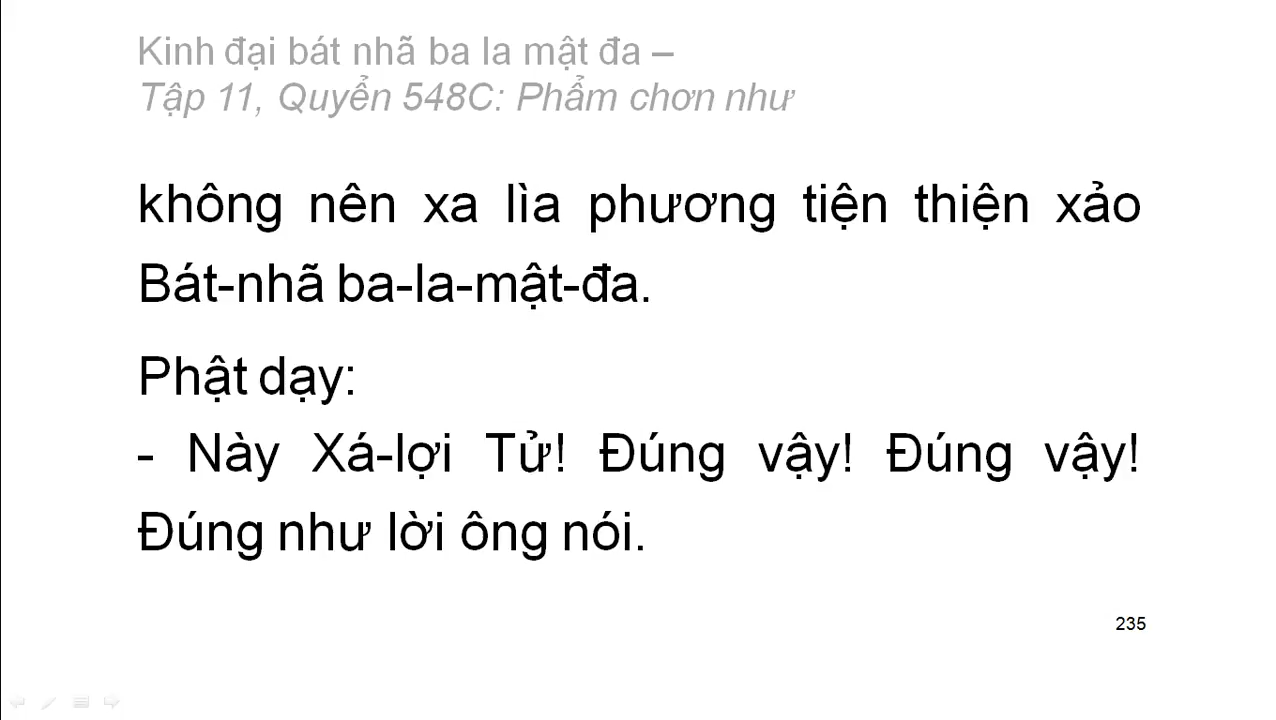 Kinh đại bát nhã ba la mật đa –
Tập 11, Quyển 548C: Phẩm chơn như
không nên xa lìa phương tiện thiện xảo
Bát-nhã ba-la-mật-đa.
Phật dạy:
- Này Xá-lợi Tử! Đúng vậy! Đúng vậy!
Đúng như lời ông nói.
235